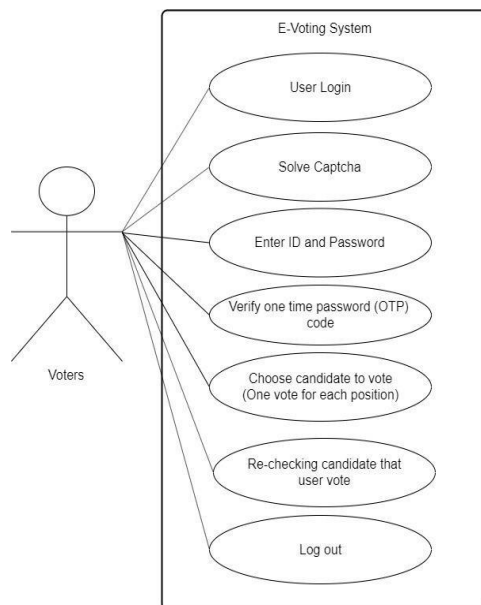 E-Voting System
User Login
Solve Captcha
Enter ID and Password
Verify one time password (OTP)
code
Voters
Choose candidate to vote
(One vote for each position)
Re-checking candidate that
user vote
Log out